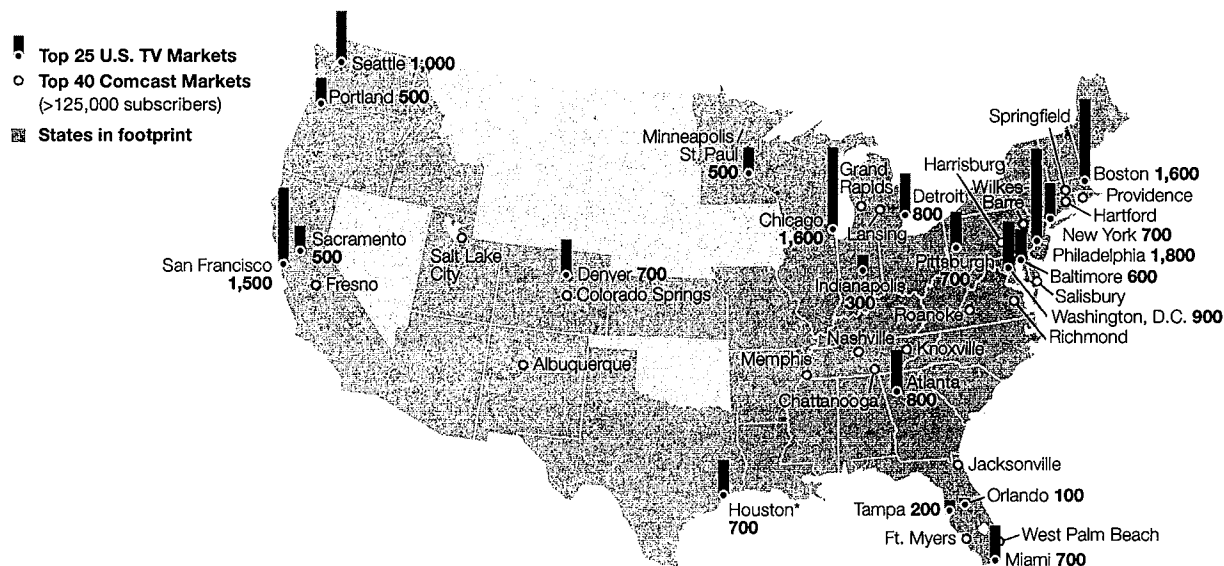 Top 25 U.S. TV Markets
Top 40 Comcast Markets
(>125,000 subscribers)
States in footprint
Seattle 1,000
Portland 500
Minneapolis/
St. Paul
500
Springfield
Harrisburg
Grand
Rapids
Wilkes
Barre
Boston 1,600
Detroit
800
Providence
Hartford
Chicago
1,600
Lansing
New York 700
Sacramento
500
Salt Lake
City
Philadelphia 1,800
San Francisco
1,500
Denver 700
Pittsburgh
700
Baltimore 600
Fresno
Colorado Springs
Indianapolis
300
Salisbury
Roanoke
Washington, D.C. 900
Richmond
Nashville
Knoxville
Memphis
Albuquerque
Atlanta
800
Chattanooga
Jacksonville
Orlando 100
Houston*
700
Tampa 200
Ft. Myers
West Palm Beach
Miami 700